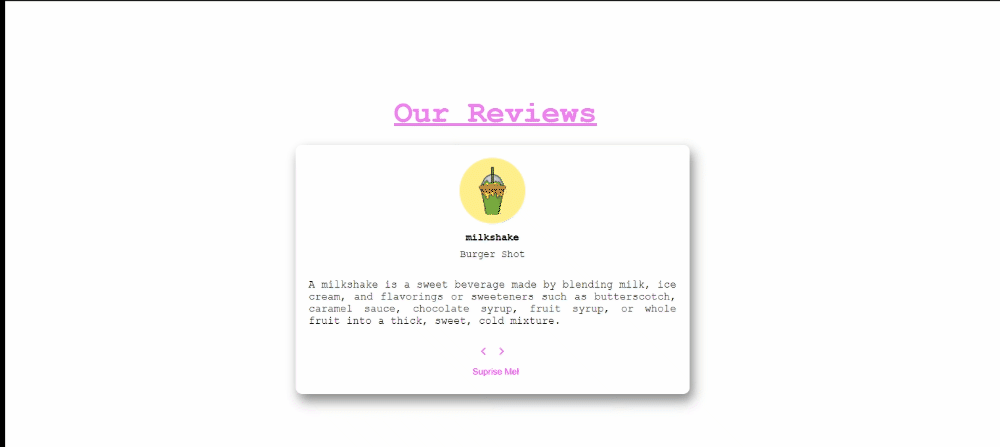 Our Reviews
milkshake
Burger Shot
A milkshake is a sweet beverage made by blending milk, ice
cream, and flavorings or sweeteners such as butterscotch,
caramel sauce, chocolate syrup, fruit syrup, or whole
fruit into a thick, sweet, cold mixture.
Suprise Me!